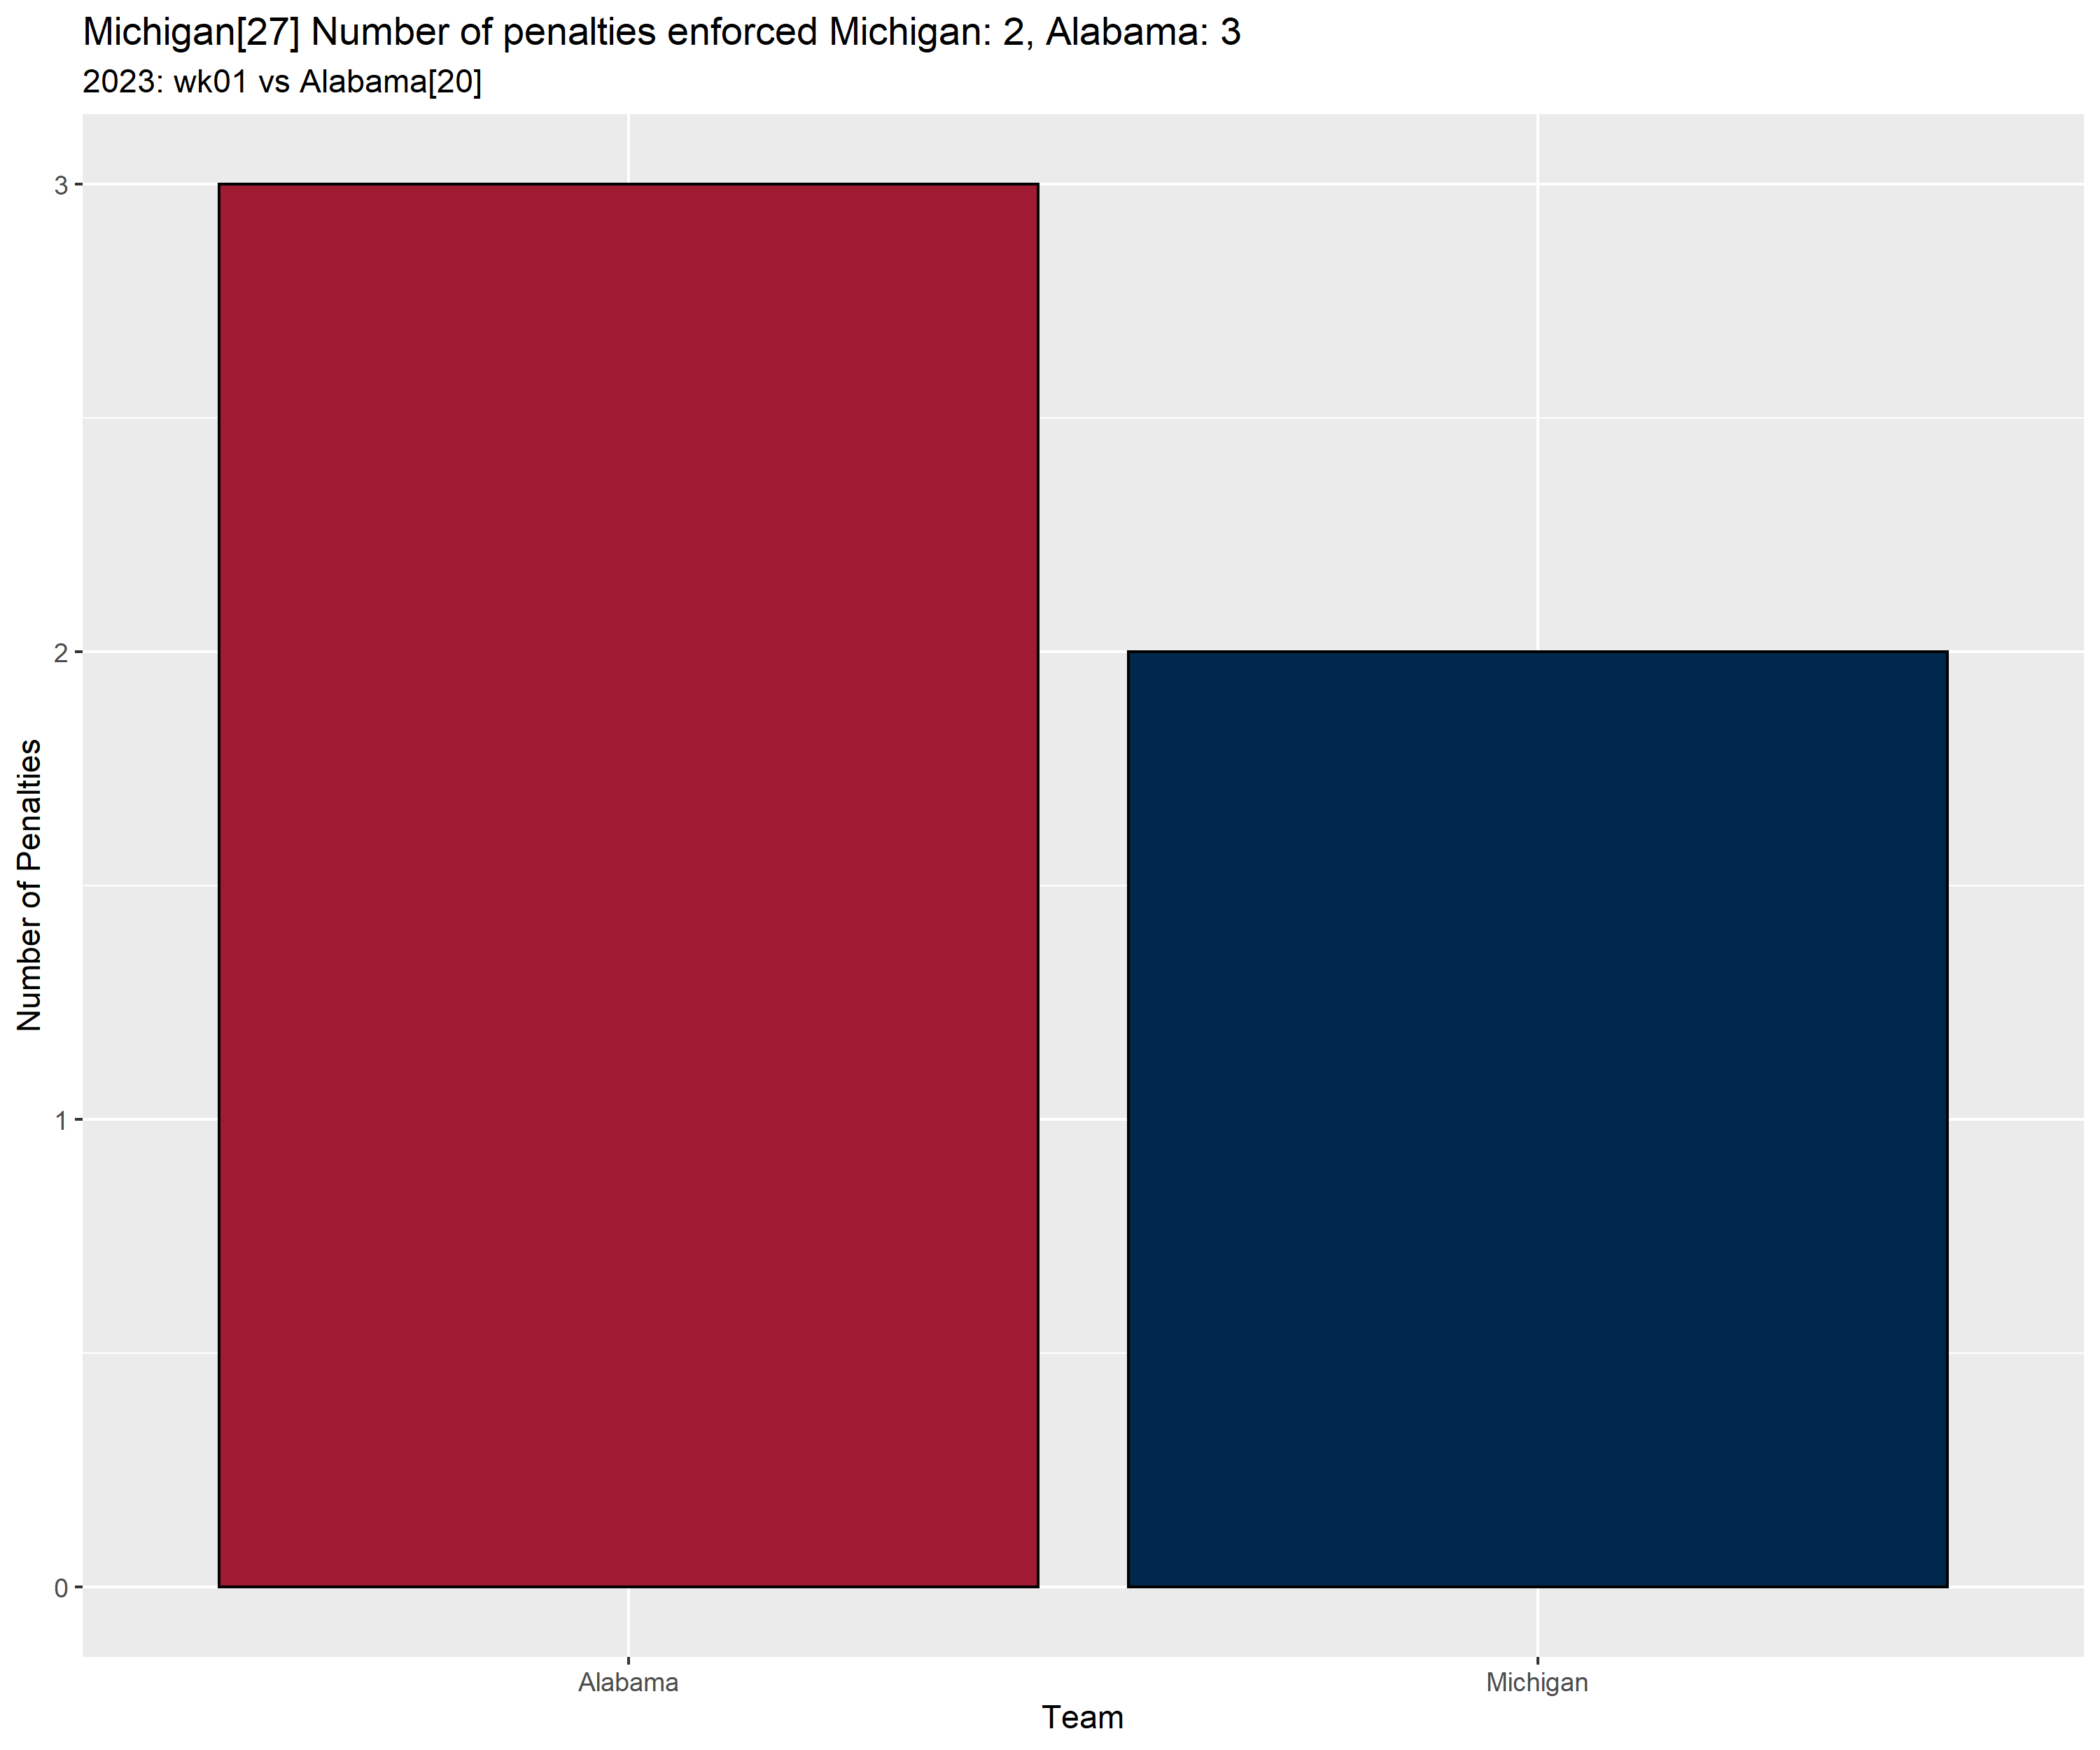 Michigan[27] Number of penalties enforced Michigan: 2, Alabama: 3
2023: wk01 vs Alabama[20]
Number of Penalties
3
2
1
0
Alabama
Michigan
Team